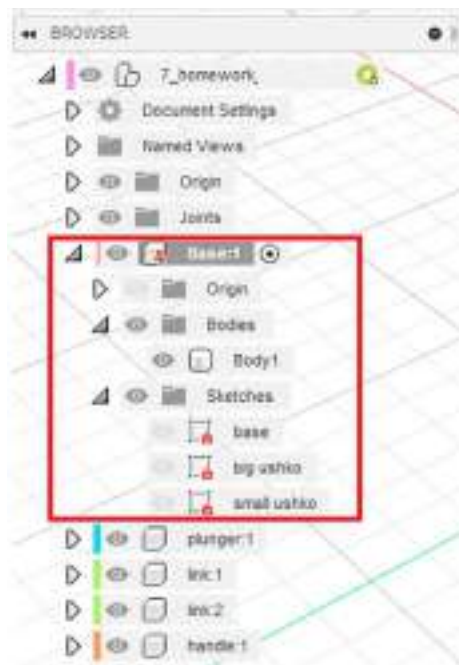 BROWSER
7_homework_
Document Settings
Named Views
Origin
Joints
Base:1
Origin
Bodies
Body1
Sketches
base
big ushko
small ushko
plunger:1
link:1
link:2
handle:1